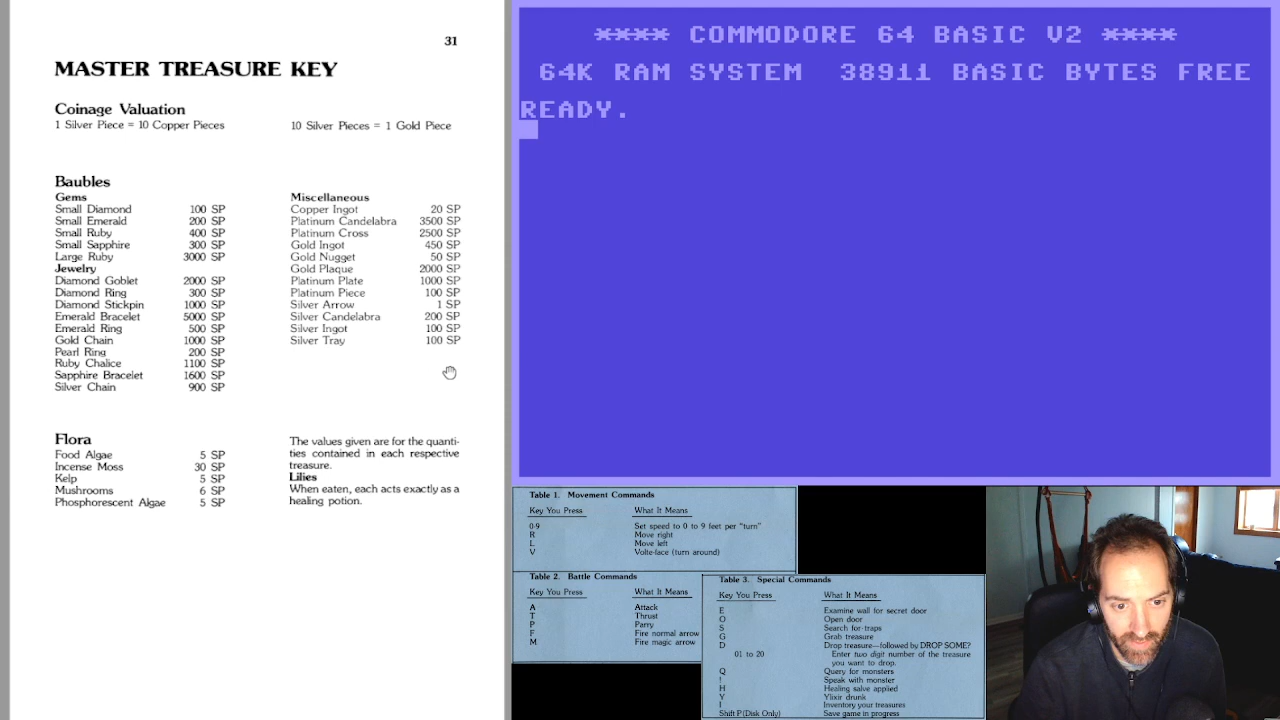 31
MASTER TREASURE KEY
Coinage Valuation
1 Silver Piece = 10 Copper Pieces 10 Silver Pieces = 1 Gold Piece
Baubles
Gems
Small Diamond 100 SP
Small Emerald 200 SP
Small Ruby 400 SP
Small Sapphire 300 SP
Large Ruby 3000 SP
Jewelry
Diamond Goblet 2000 SP
Diamond Ring 300 SP
Diamond Stickpin 1000 SP
Emerald Bracelet 5000 SP
Emerald Ring 500 SP
Gold Chain 1000 SP
Pearl Ring 200 SP
Ruby Chalice 1100 SP
Sapphire Bracelet 1600 SP
Silver Chain 900 SP
Miscellaneous
Copper Ingot 20 SP
Platinum Candelabra 3500 SP
Platinum Cross 2500 SP
Gold Ingot 450 SP
Gold Nugget 50 SP
Gold Plaque 2000 SP
Platinum Plate 1000 SP
Platinum Piece 100 SP
Silver Arrow 1 SP
Silver Candelabra 200 SP
Silver Ingot 100 SP
Silver Tray 100 SP
Flora
Food Algae 5 SP
Incense Moss 30 SP
Kelp 5 SP
Mushrooms 6 SP
Phosphorescent Algae 5 SP
The values given are for the quanti-
ties contained in each respective
treasure.
Lilies
When eaten, each acts exactly as a
healing potion.
**** COMMODORE 64 BASIC V2 ****
64K RAM SYSTEM 38911 BASIC BYTES FREE
READY.
Table 1. Movement Commands
Key You Press What It Means
0-9 Set speed to 0 to 9 feet per "turn"
R Move right
L Move left
V Volte-face (turn around)
Table 2. Battle Commands
Key You Press What It Means
A Attack
T Thrust
P Parry
F Fire normal arrow
M Fire magic arrow
Table 3. Special Commands
Key You Press What It Means
E Examine wall for secret door
O Open door
S Search for traps
G Grab treasure
D Drop treasure—followed by DROP SOME?
01 to 20 Enter two digit number of the treasure
you want to drop.
Q Query for monsters
! Speak with monster
H Healing salve applied
Y Ylixir drunk
I Inventory your treasures
Shift P (Disk Only) Save game in progress